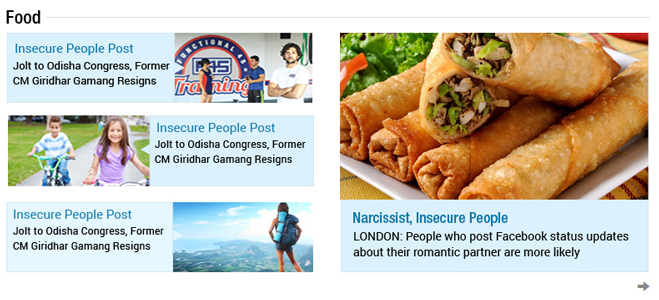 Food
Insecure People Post
Jolt to Odisha Congress, Former
CM Giridhar Gamang Resigns
FUNCTIONAL
Training
Insecure People Post
Jolt to Odisha Congress, Former
CM Giridhar Gamang Resigns
Insecure People Post
Jolt to Odisha Congress, Former
CM Giridhar Gamang Resigns
Narcissist, Insecure People
LONDON: People who post Facebook status updates
about their romantic partner are more likely